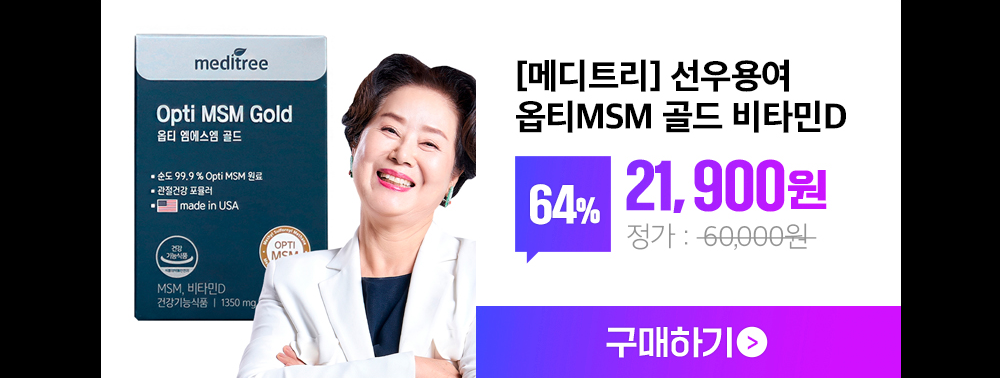 meditree
Opti MSM Gold
옵티 엠에스엠 골드
• 순도 99.9 % Opti MSM 원료
• 관절건강 포뮬러
• made in USA
건강
기능식품
OPTI
MSM
MSM, 비타민D
건강기능식품 | 1350 mg
[메디트리] 선우용여
옵티MSM 골드 비타민D
64%
21,900원
정가 : 60,000원
구매하기 >